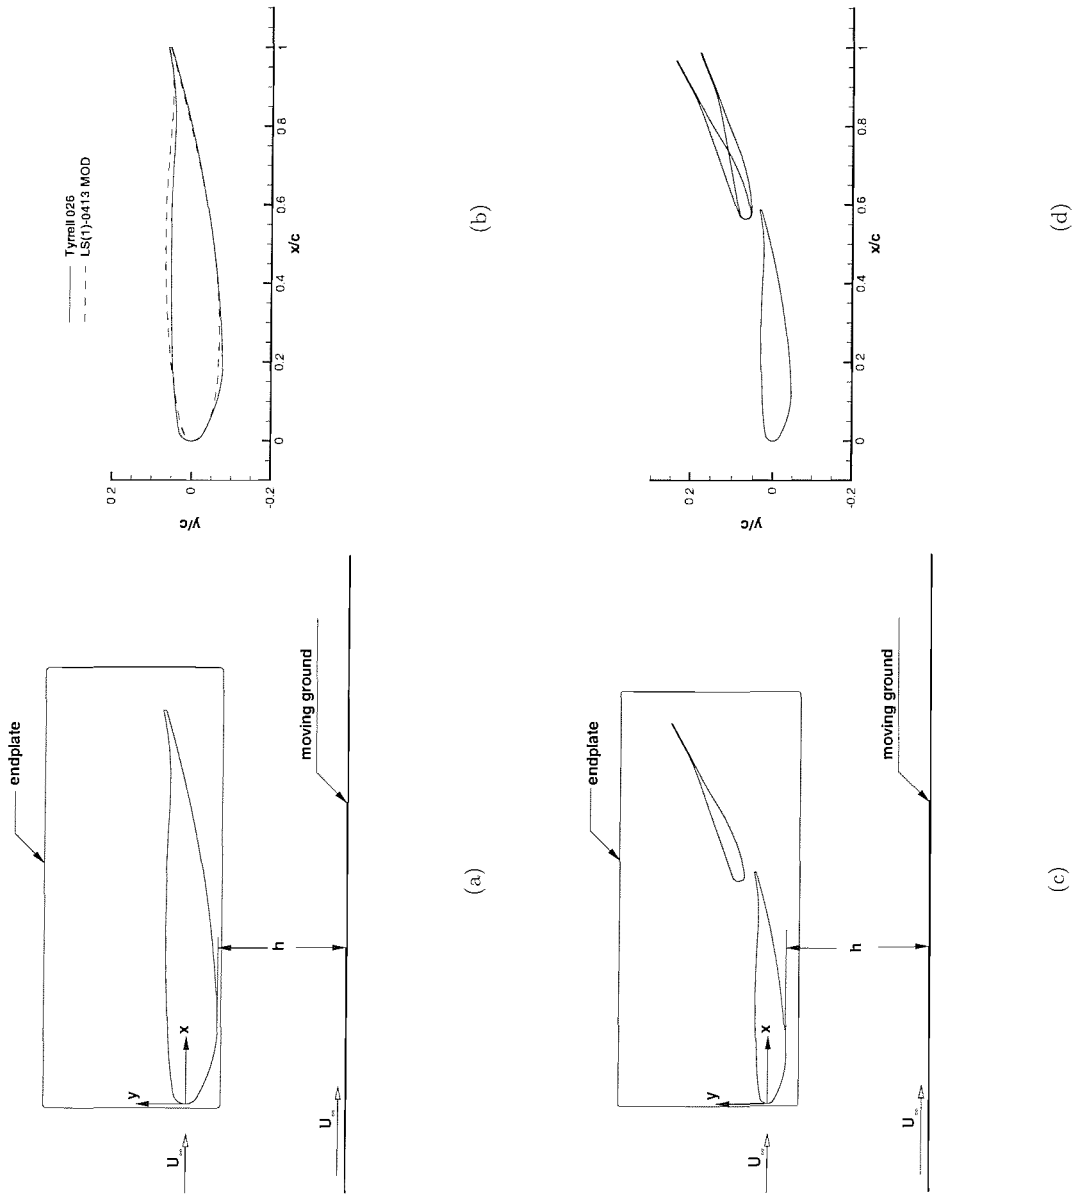 endplate
y
x
U∞
h
moving ground
U∞
(a)
Tyrrell 026
LS(1)-0413 MOD
0.2
0
-0.2
y/c
0
0.2
0.4
0.6
0.8
1
x/c
(b)
endplate
y
x
U∞
h
moving ground
U∞
(c)
0.2
0
-0.2
y/c
0
0.2
0.4
0.6
0.8
1
x/c
(d)